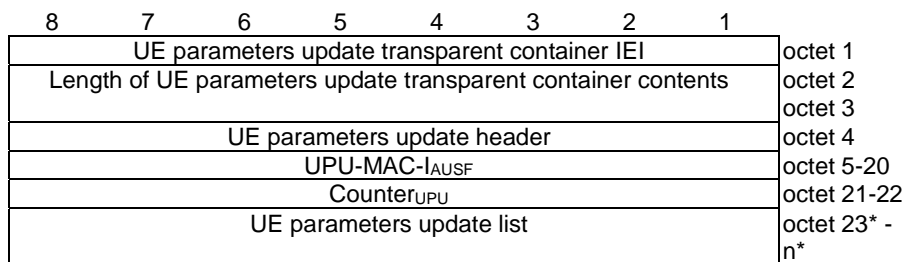 8 7 6 5 4 3 2 1
UE parameters update transparent container IEI octet 1
Length of UE parameters update transparent container contents octet 2
octet 3
UE parameters update header octet 4
UPU-MAC-IAUSF octet 5-20
CounterUPU octet 21-22
UE parameters update list octet 23* -
n*